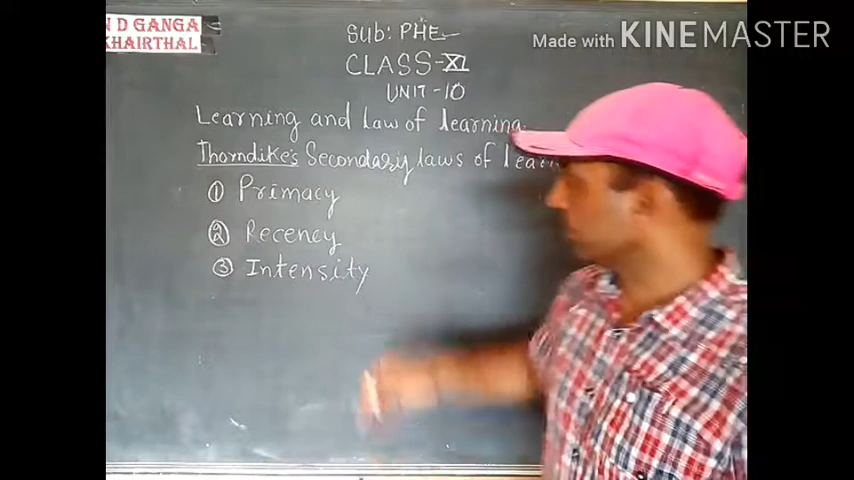 N D GANGA
KHAIRTHAL
Sub: PHE
CLASS-XI
UNIT-10
Learning and Law of learning.
Thorndike's Secondary laws of
① Primacy
② Recency
③ Intensity
Made with KINEMASTER